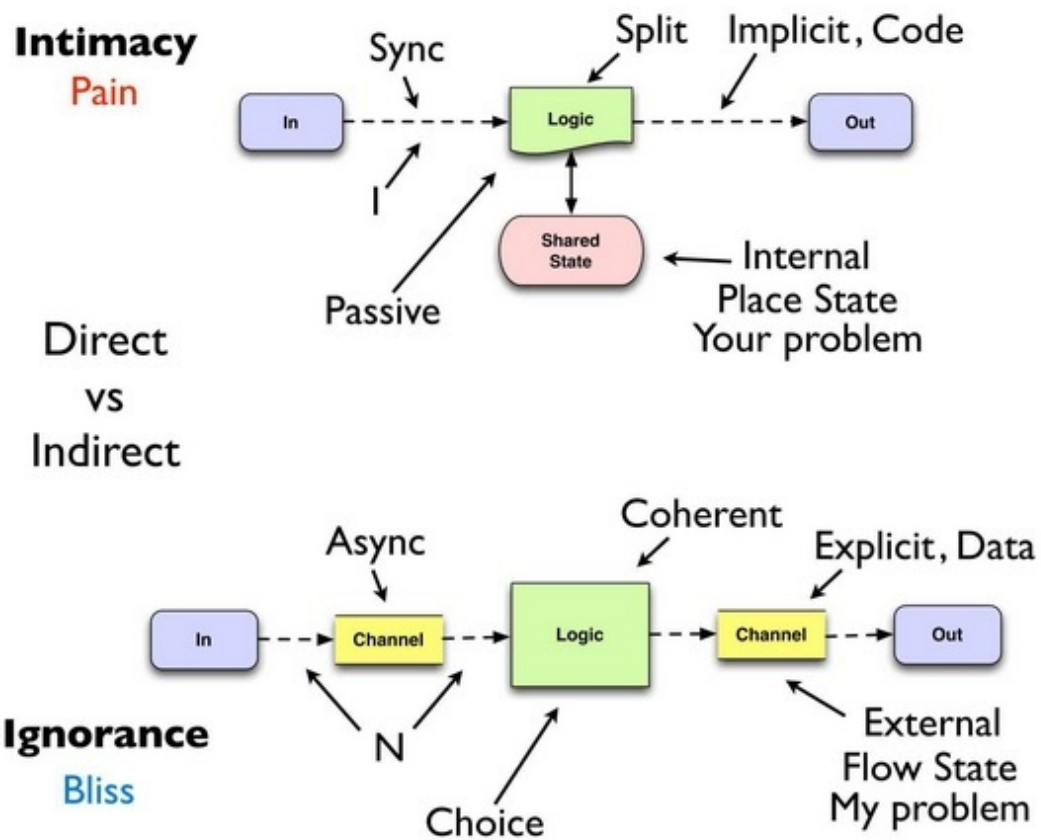 Intimacy
Pain
Sync
Split
Implicit, Code
In
Logic
Out
I
Shared
State
Passive
Internal
Place State
Your problem
Direct
vs
Indirect
Coherent
Async
Explicit, Data
In
Channel
Logic
Channel
Out
N
Ignorance
Bliss
Choice
External
Flow State
My problem